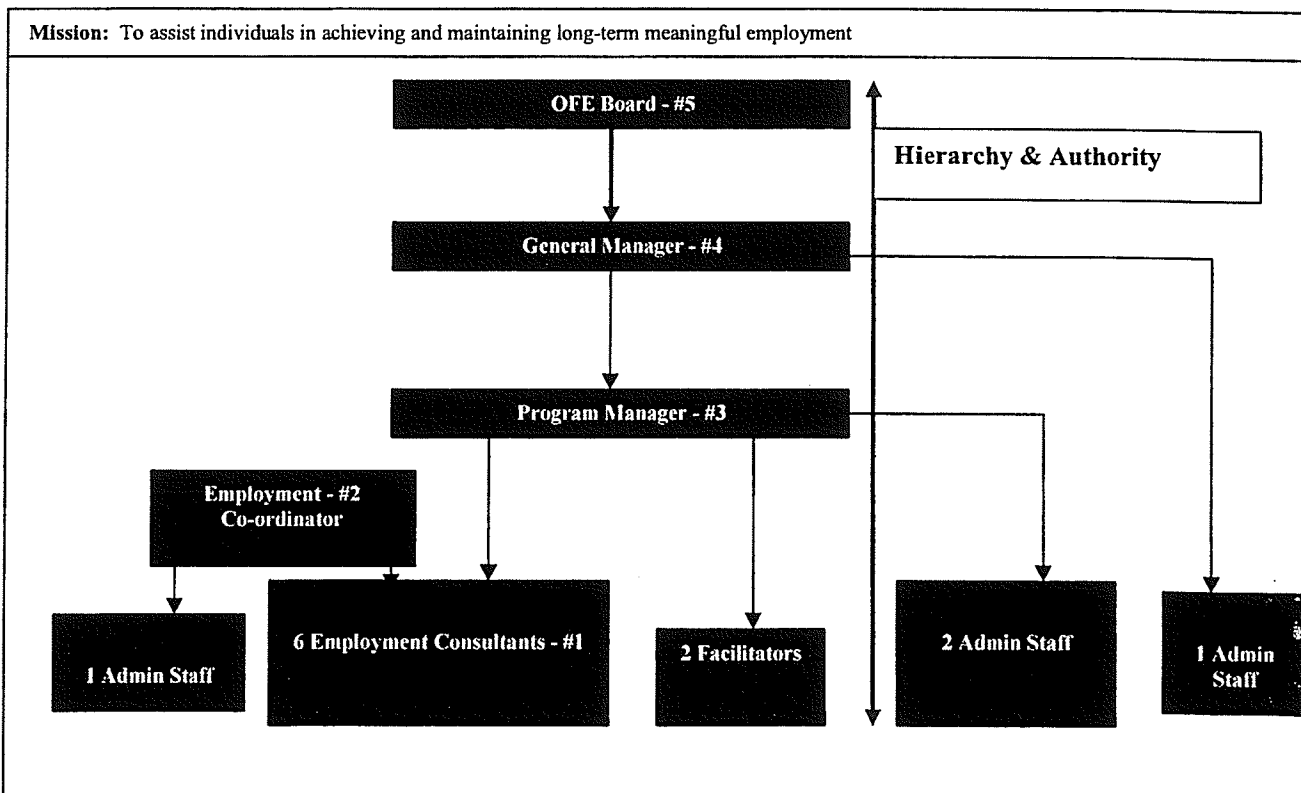 Mission: To assist individuals in achieving and maintaining long-term meaningful employment
OFE Board - #5
Hierarchy & Authority
General Manager - #4
Program Manager - #3
Employment - #2
Co-ordinator
1 Admin Staff
6 Employment Consultants - #1
2 Facilitators
2 Admin Staff
1 Admin
Staff